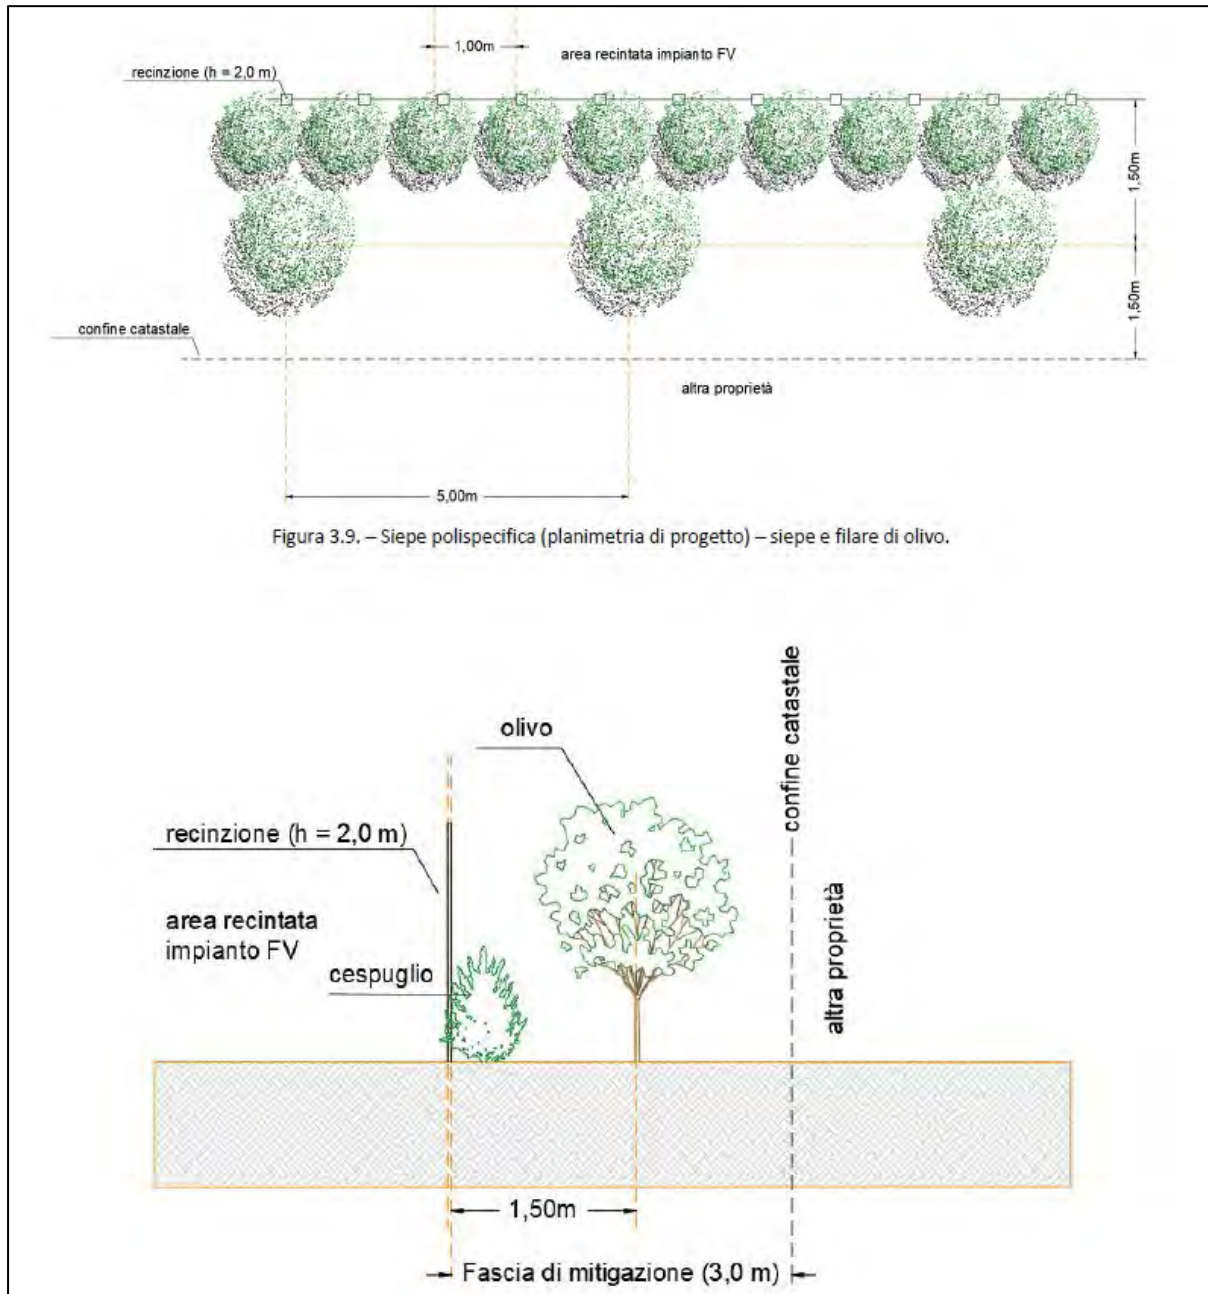 1,00m
area recintata impianto FV
recinzione (h = 2,0 m)
1,50m
1,50m
confine catastale
altra proprietà
5,00m
Figura 3.9. – Siepe polispecifica (planimetria di progetto) – siepe e filare di olivo.
olivo
confine catastale
recinzione (h = 2,0 m)
area recintata
impianto FV
cespuglio
altra proprietà
1,50m
Fascia di mitigazione (3,0 m)